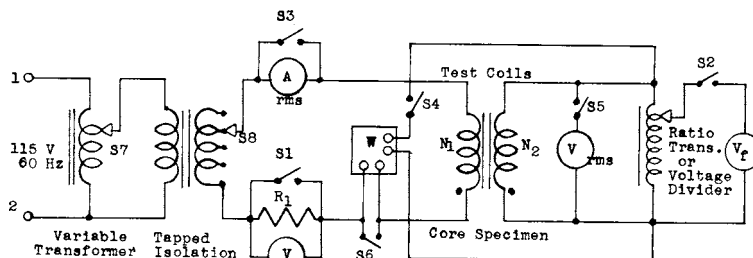 S3
A
rms
1
115 V
60 Hz
2
S7
S8
S1
R1
V
S6
W
S4
Test Coils
N1
N2
Core Specimen
S5
V
rms
S2
Ratio
Trans.
or
Voltage
Divider
Vf
Variable
Transformer
Tapped
Isolation